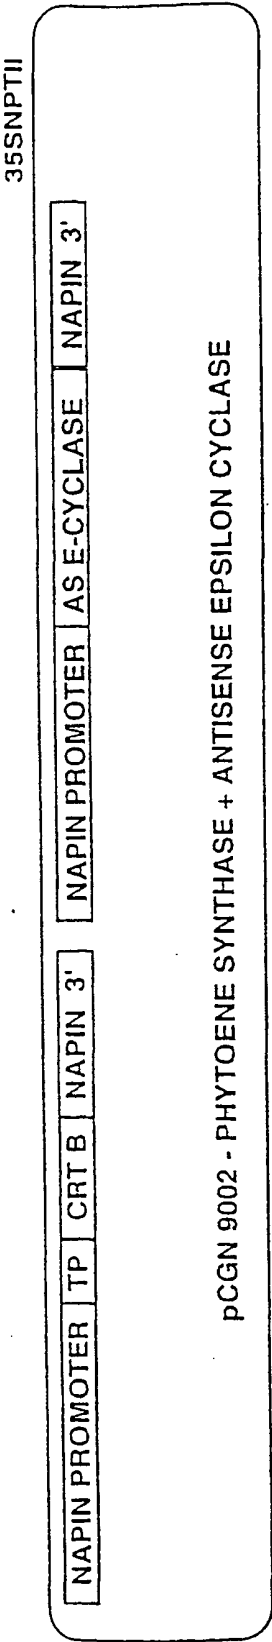 35SNPTII
NAPIN PROMOTER TP CRT B NAPIN 3' NAPIN PROMOTER AS E-CYCLASE NAPIN 3'
pCGN 9002 - PHYTOENE SYNTHASE + ANTISENSE EPSILON CYCLASE